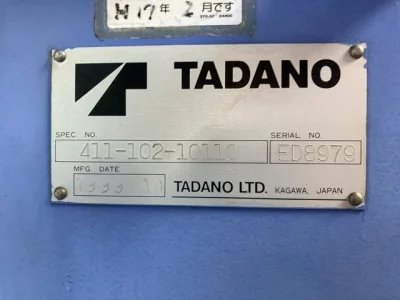 H17年2月です
TADANO
SPEC NO. SERIAL NO.
411-102-10110 ED8979
MFG. DATE
TADANO LTD. KAGAWA, JAPAN